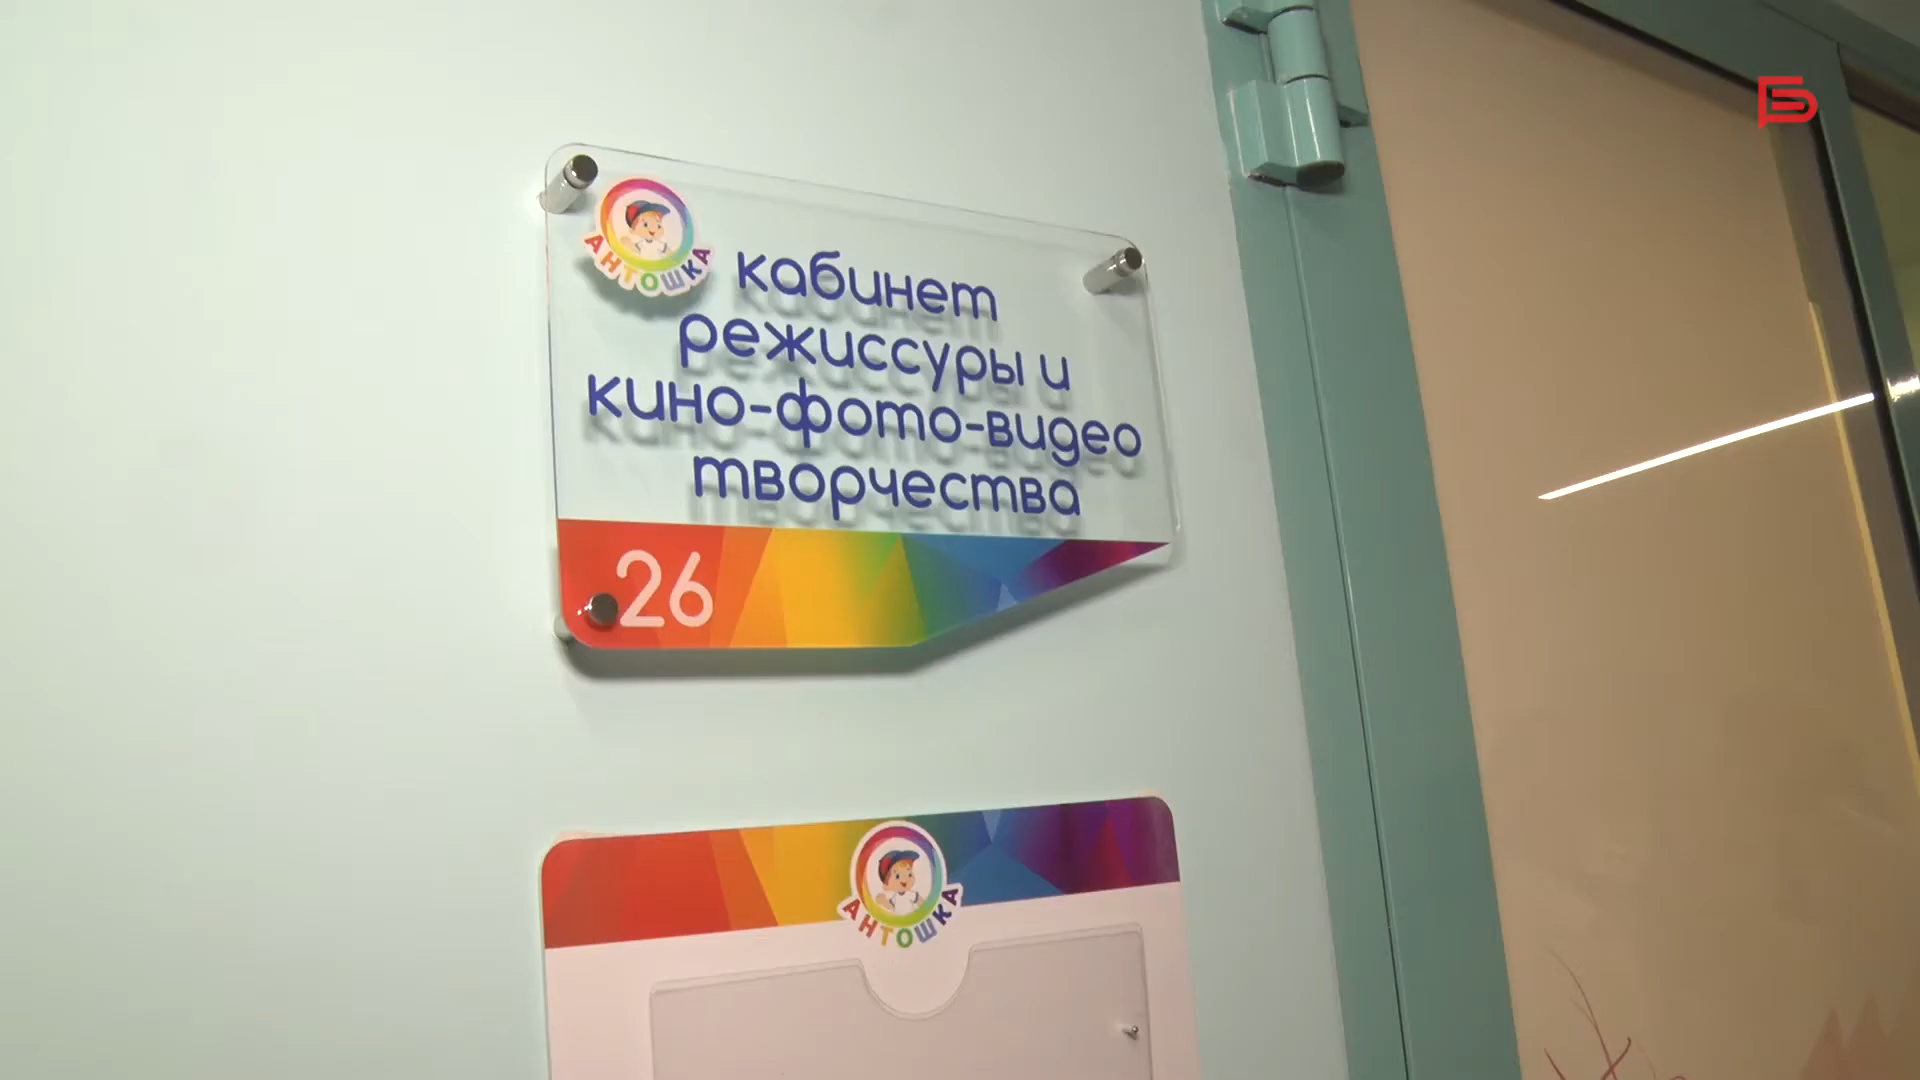 АНТОШКА
кабинет
режиссуры и
кино-фото-видео
творчества
26
АНТОШКА